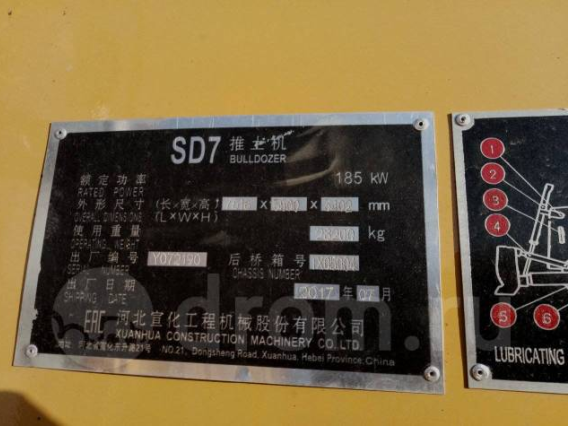 SD7 推土机
BULLDOZER
额定功率 185 kW
RATED POWER
外形尺寸 (长×宽×高) × × mm
OVERALL DIMENSIONS (L×W×H)
使用重量 kg
OPERATING WEIGHT
出厂编号 Y072190 后桥箱号
SERIAL NUMBER CHASSIS NUMBER
出厂日期 2017 年 07 月
SHIPPING DATE
EAC 河北宣化工程机械股份有限公司
XUANHUA CONSTRUCTION MACHINERY CO.,LTD.
NO.21, Dongsheng Road, Xuanhua, Hebei Province, China
1
2
3
4
5 6
LUBRICATING
drom.ru